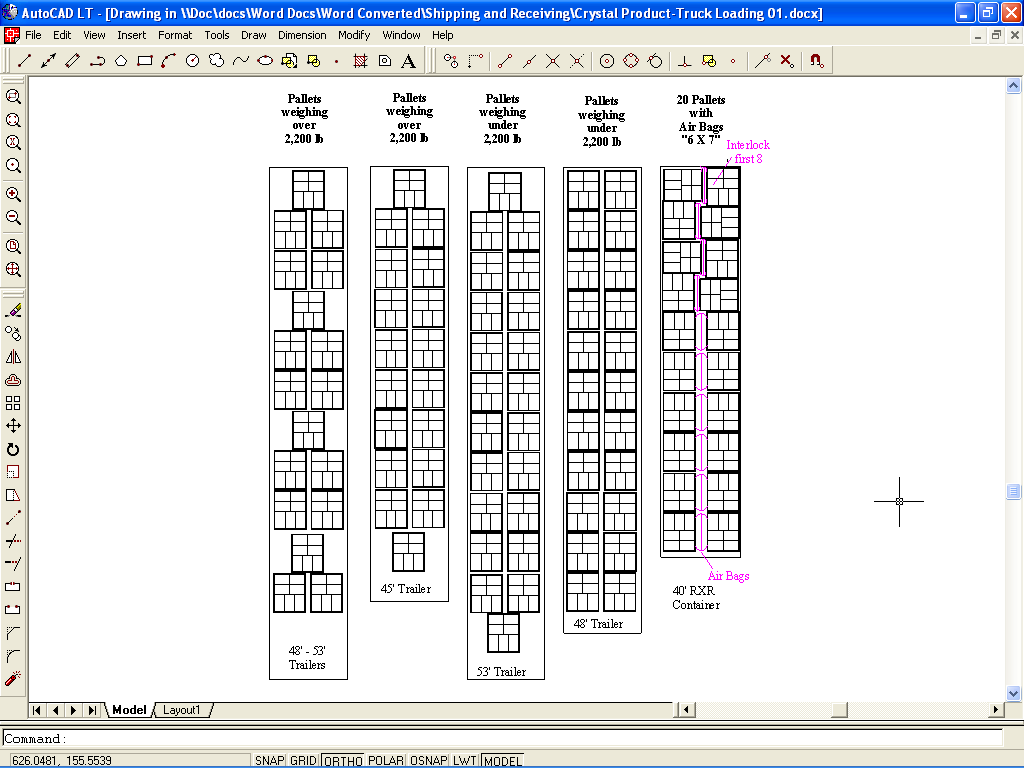 AutoCAD LT - [Drawing in \\Doc\docs\Word Docs\Word Converted\Shipping and Receiving\Crystal Product-Truck Loading 01.docx]
File Edit View Insert Format Tools Draw Dimension Modify Window Help
Pallets
weighing
over
2,200 lb
Pallets
weighing
over
2,200 lb
Pallets
weighing
under
2,200 lb
Pallets
weighing
under
2,200 lb
20 Pallets
with
Air Bags
"6 X 7"
Interlock
first 8
48' - 53'
Trailers
45' Trailer
53' Trailer
48' Trailer
Air Bags
40' RXR
Container
Model Layout1
Command:
626.0481, 155.5539 SNAP GRID ORTHO POLAR OSNAP LWT MODEL